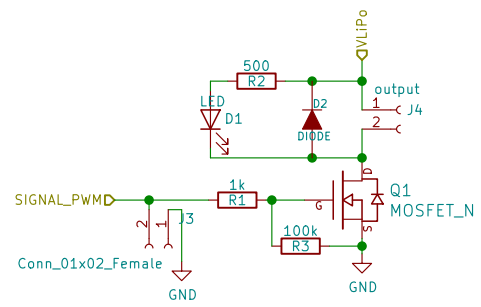 VLiPo
500
R2
output
LED
D2
1
J4
D1
2
DIODE
D
Q1
1k
MOSFET_N
SIGNAL_PWM
R1
G
S
2
1
J3
100k
R3
Conn_01x02_Female
GND
GND